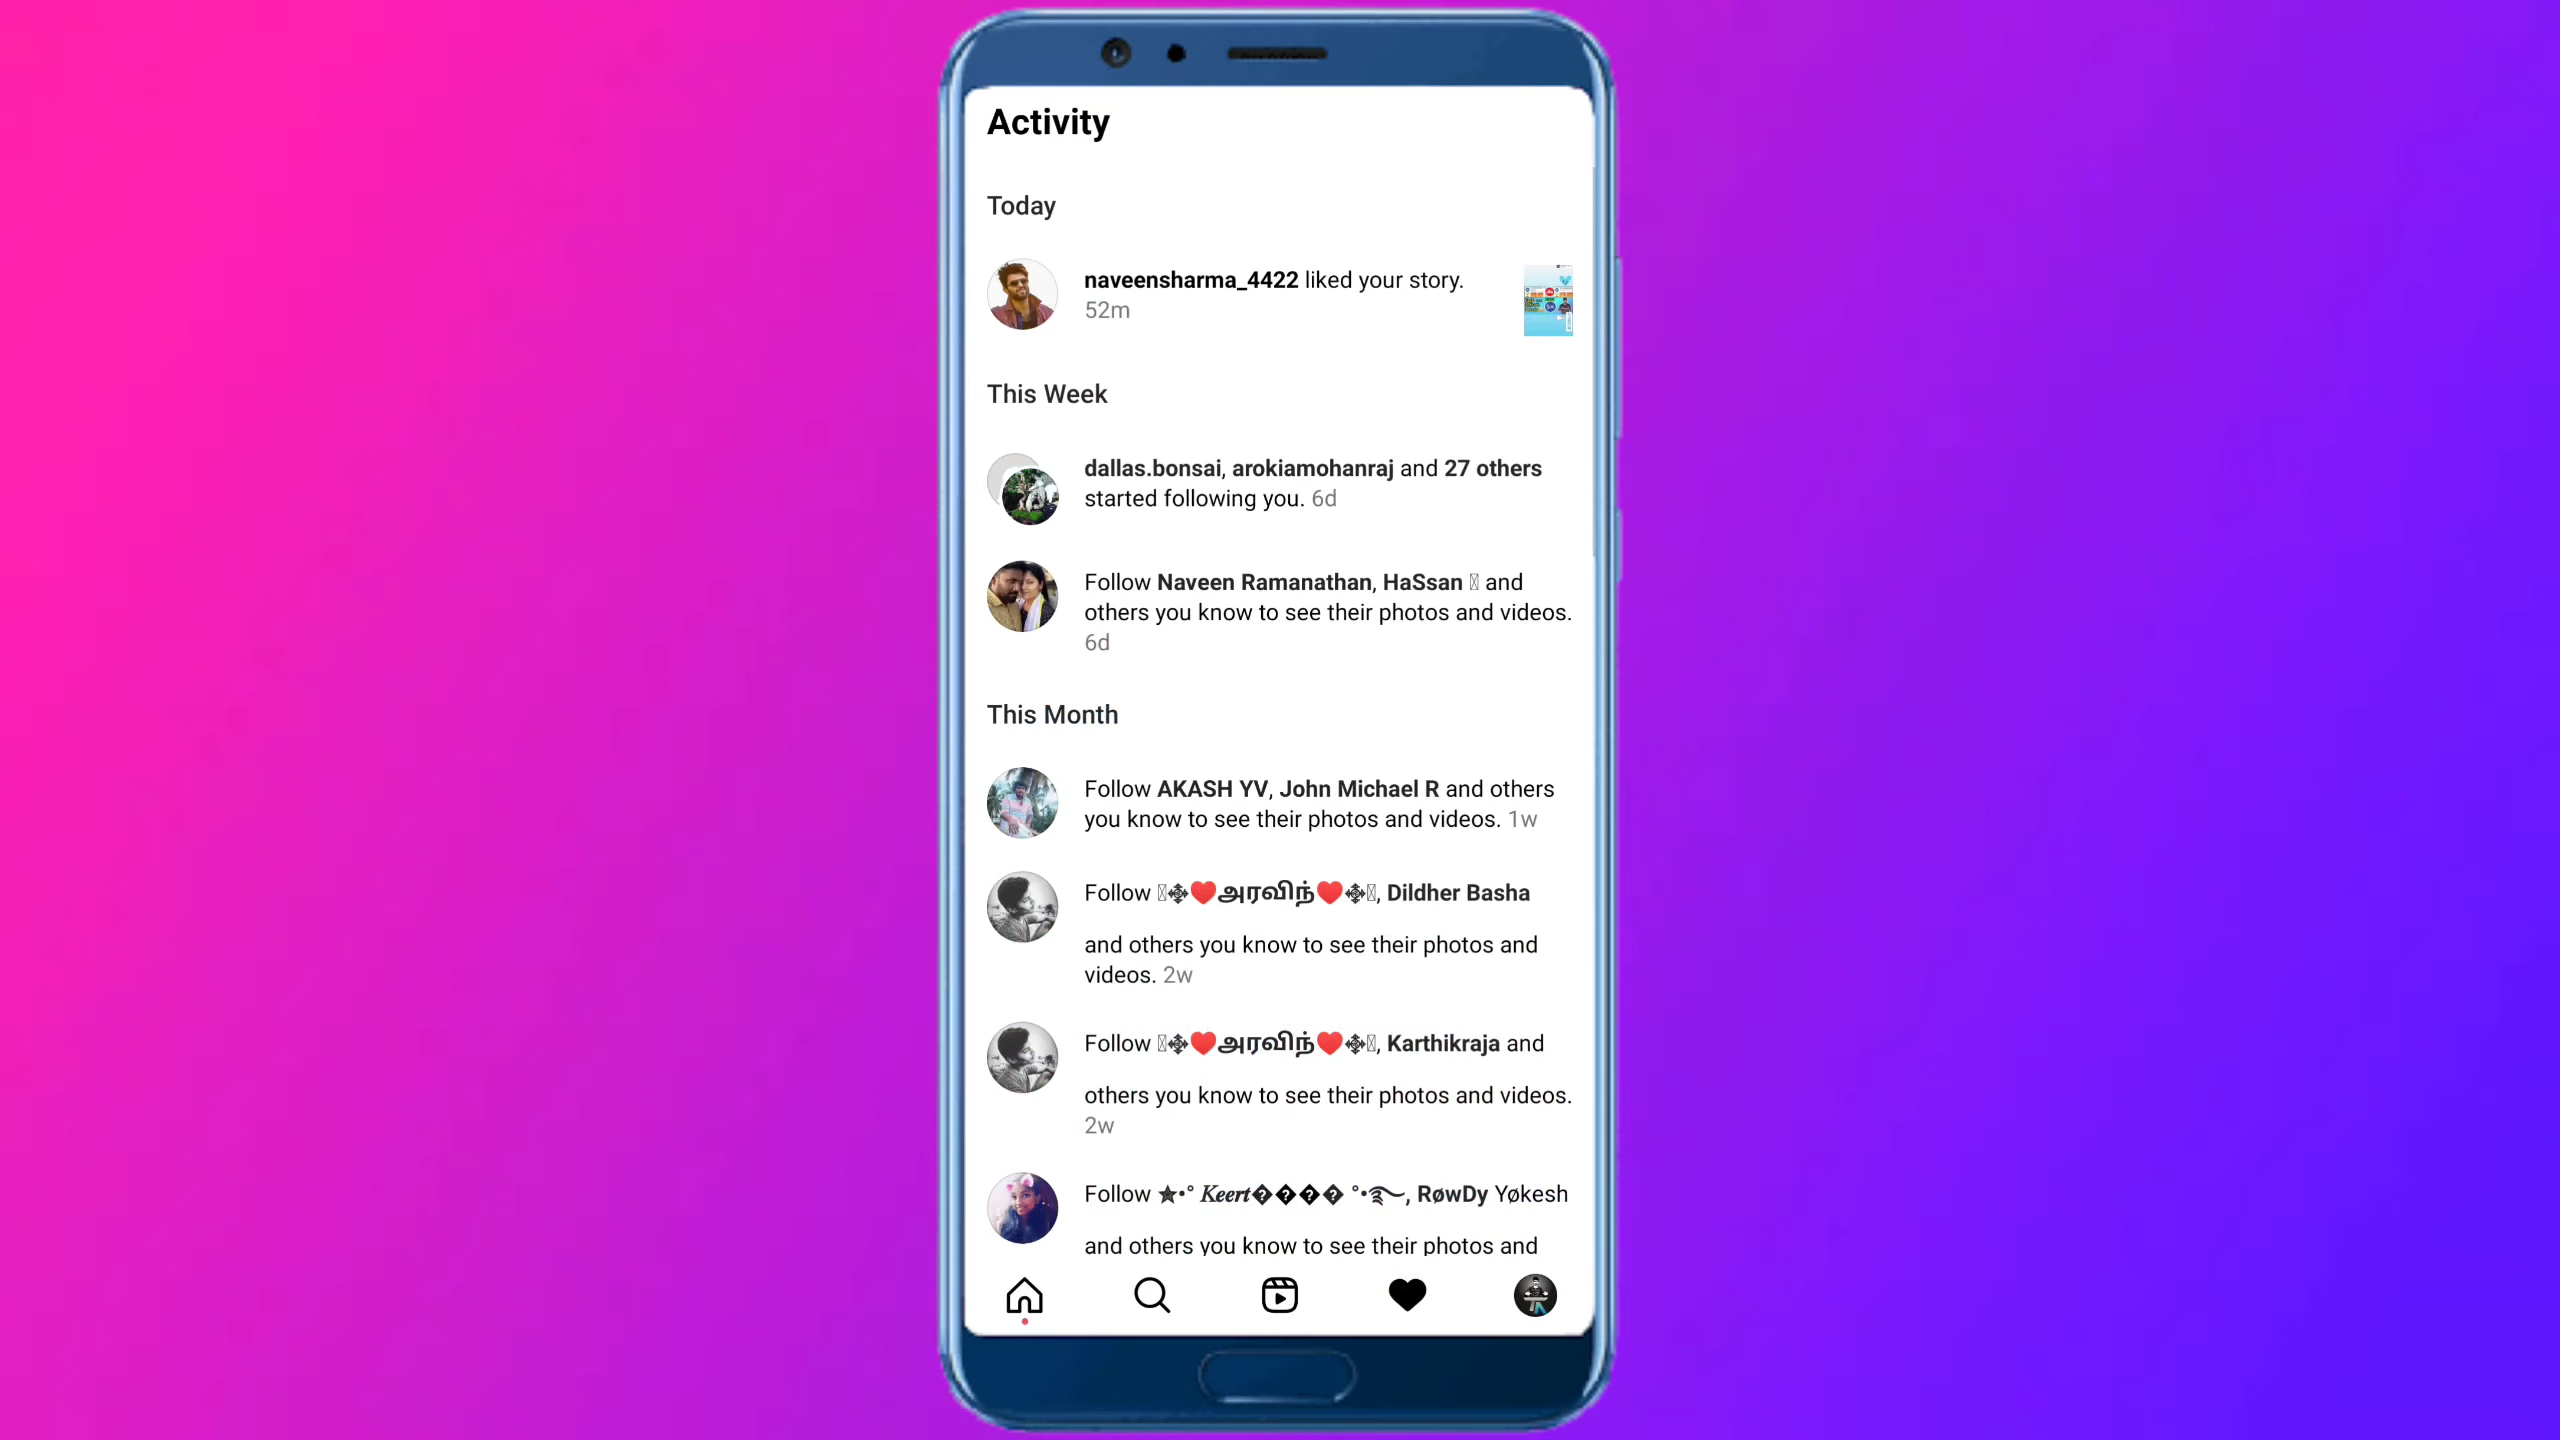 Activity
Today
naveensharma_4422 liked your story.
52m
This Week
dallas.bonsai, arokiamohanraj and 27 others
started following you. 6d
Follow Naveen Ramanathan, HaSsan and
others you know to see their photos and videos.
6d
This Month
Follow AKASH YV, John Michael R and others
you know to see their photos and videos. 1w
Follow ❤️அரவிந்❤️, Dildher Basha
and others you know to see their photos and
videos. 2w
Follow ❤️அரவிந்❤️, Karthikraja and
others you know to see their photos and videos.
2w
Follow ★•° Keert���� °•, RøwDy Yøkesh
and others you know to see their photos and